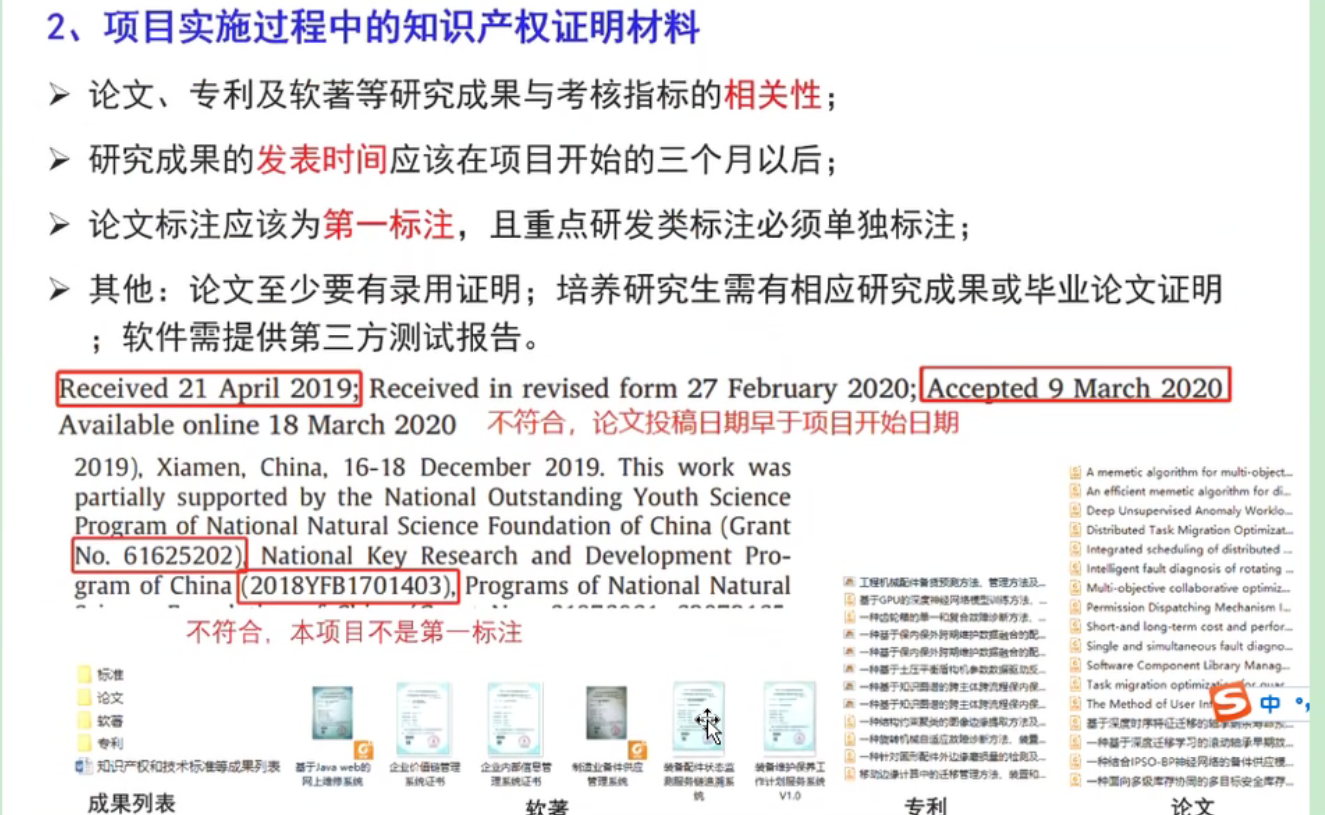 2、项目实施过程中的知识产权证明材料
➢ 论文、专利及软著等研究成果与考核指标的相关性；
➢ 研究成果的发表时间应该在项目开始的三个月以后；
➢ 论文标注应该为第一标注，且重点研发类标注必须单独标注；
➢ 其他：论文至少要有录用证明；培养研究生需有相应研究成果或毕业论文证明
；软件需提供第三方测试报告。
Received 21 April 2019; Received in revised form 27 February 2020; Accepted 9 March 2020
Available online 18 March 2020 不符合，论文投稿日期早于项目开始日期
2019), Xiamen, China, 16-18 December 2019. This work was
partially supported by the National Outstanding Youth Science
Program of National Natural Science Foundation of China (Grant
No. 61625202), National Key Research and Development Pro-
gram of China (2018YFB1701403), Programs of National Natural
不符合，本项目不是第一标注
标准
论文
软著
专利
知识产权和技术标准等成果列表
成果列表
基于Java web的
网上维修系统
企业价值链管理
系统证书
企业内部信息管
理系统证书
制造业备件供应
管理系统
装备配件状态监
测服务链追溯系
统
装备维护保养工
作计划服务系统
V1.0
软著
工程机械配件备货预测方法、管理方法及...
基于GPU的深度神经网络模型训练方法、...
一种齿轮箱的单一和复合故障诊断方法、...
一种基于保内保外跨期维护数据融合的配...
一种基于保内保外跨期维护数据融合的配...
一种基于土压平衡盾构机参数数据驱动反...
一种基于知识图谱的跨主体跨流程保内保...
一种基于知识图谱的跨主体跨流程保内保...
一种结构约束聚类的图像边缘提取方法及...
一种旋转机械自适应故障诊断方法、装置...
一种针对圆形配件外边缘磨损量的检测及...
移动边缘计算中的迁移管理方法、装置和...
专利
A memetic algorithm for multi-object...
An efficient memetic algorithm for di...
Deep Unsupervised Anomaly Worklo...
Distributed Task Migration Optimizat...
Integrated scheduling of distributed ...
Intelligent fault diagnosis of rotating ...
Multi-objective collaborative optimiz...
Permission Dispatching Mechanism I...
Short-and long-term cost and perfor...
Single and simultaneous fault diagno...
Software Component Library Manag...
Task migration optimization for guar...
The Method of User In
基于深度时序特征迁移的轴承剩余寿命预...
一种基于深度迁移学习的滚动轴承早期故...
一种结合IPSO-BP神经网络的备件供应模...
一种面向多级库存协同的多目标安全库存...
论文
中